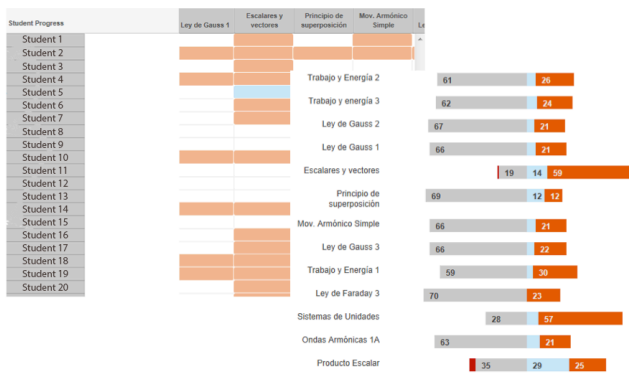 Student Progress
Ley de Gauss 1
Escalares y
vectores
Principio de
superposición
Mov. Armónico
Simple
Student 1
Student 2
Student 3
Student 4
Student 5
Student 6
Student 7
Student 8
Student 9
Student 10
Student 11
Student 12
Student 13
Student 14
Student 15
Student 16
Student 17
Student 18
Student 19
Student 20
Trabajo y Energía 2 61 26
Trabajo y energía 3 62 24
Ley de Gauss 2 67 21
Ley de Gauss 1 66 21
Escalares y vectores 19 14 59
Principio de
superposición 69 12 12
Mov. Armónico Simple 66 21
Ley de Gauss 3 66 22
Trabajo y Energía 1 59 30
Ley de Faraday 3 70 23
Sistemas de Unidades 28 57
Ondas Armónicas 1A 63 21
Producto Escalar 35 29 25